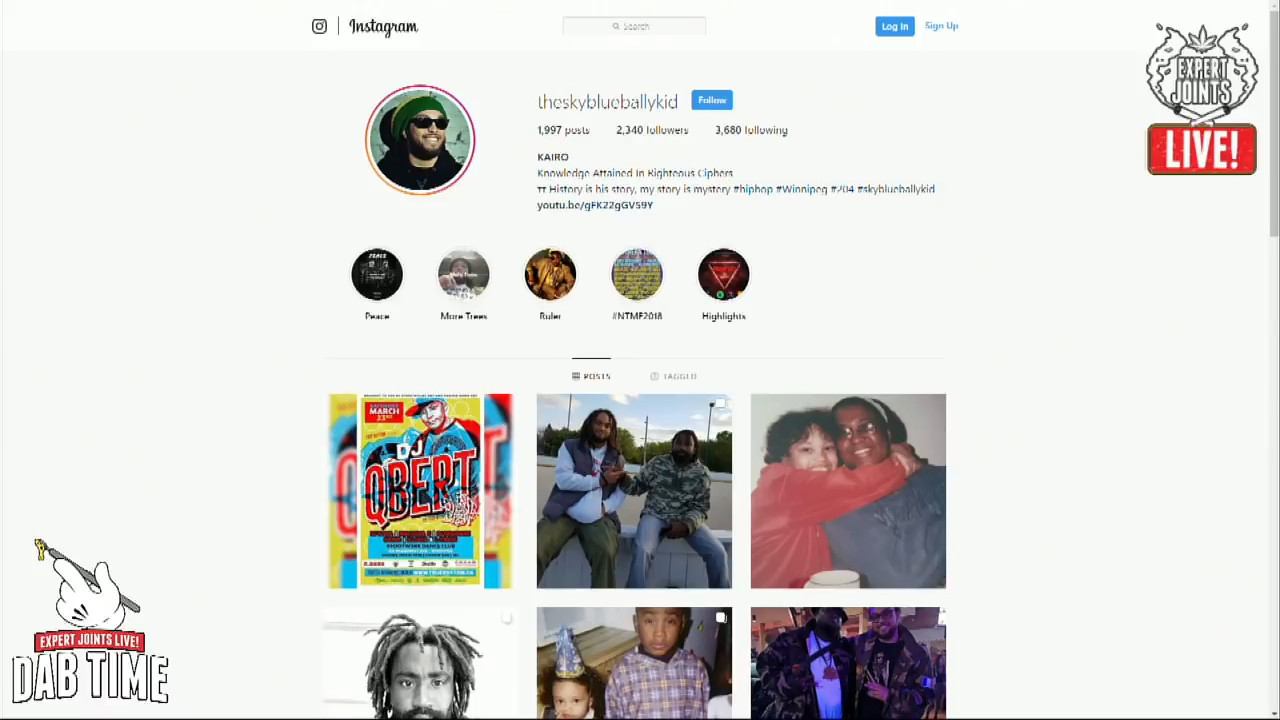 Instagram
Search
Log In
Sign Up
EXPERT
JOINTS
LIVE!
theskyblueballykid
Follow
1,997 posts
2,340 followers
3,680 following
KAIRO
Knowledge Attained In Righteous Ciphers
History is his story, my story is mystery #hiphop #Winnipeg #204 #skyblueballykid
youtu.be/gFK22gGV59Y
PEACE
Peace
More Trees
Ruler
#NTMF2018
Highlights
POSTS
TAGGED
MARCH
DJ
QBERT
EXPERT JOINTS LIVE!
DAB TIME